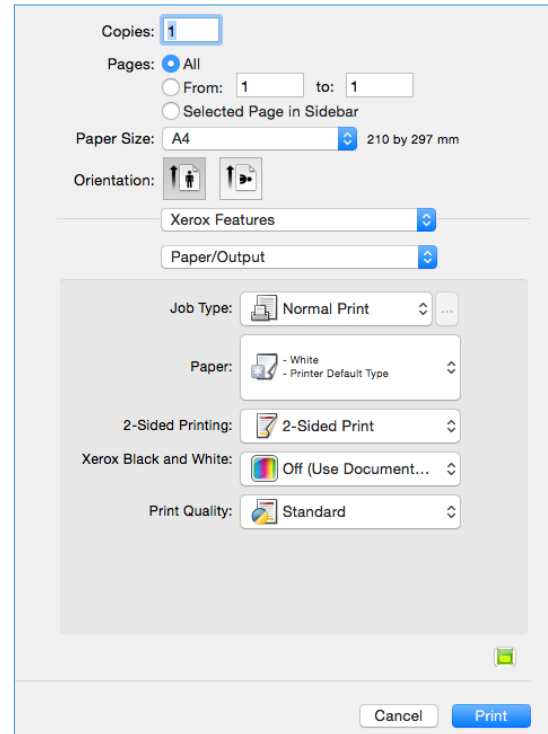 Copies: 1
Pages: All
From: 1 to: 1
Selected Page in Sidebar
Paper Size: A4 210 by 297 mm
Orientation:
Xerox Features
Paper/Output
Job Type: Normal Print ...
Paper: - White
- Printer Default Type
2-Sided Printing: 2-Sided Print
Xerox Black and White: Off (Use Document...
Print Quality: Standard
Cancel Print